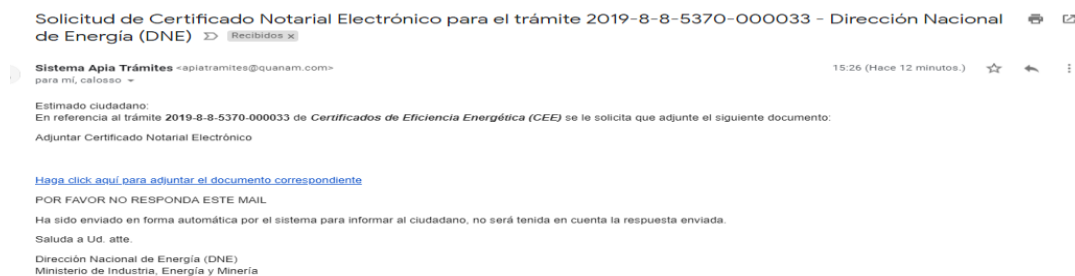 Solicitud de Certificado Notarial Electrónico para el trámite 2019-8-8-5370-000033 - Dirección Nacional
de Energía (DNE) Recibidos x
Sistema Apia Trámites <apiatramites@quanam.com> 15:26 (Hace 12 minutos.)
para mí, calosso
Estimado ciudadano:
En referencia al trámite 2019-8-8-5370-000033 de Certificados de Eficiencia Energética (CEE) se le solicita que adjunte el siguiente documento:
Adjuntar Certificado Notarial Electrónico
Haga click aquí para adjuntar el documento correspondiente
POR FAVOR NO RESPONDA ESTE MAIL
Ha sido enviado en forma automática por el sistema para informar al ciudadano, no será tenida en cuenta la respuesta enviada.
Saluda a Ud. atte.
Dirección Nacional de Energía (DNE)
Ministerio de Industria, Energía y Minería